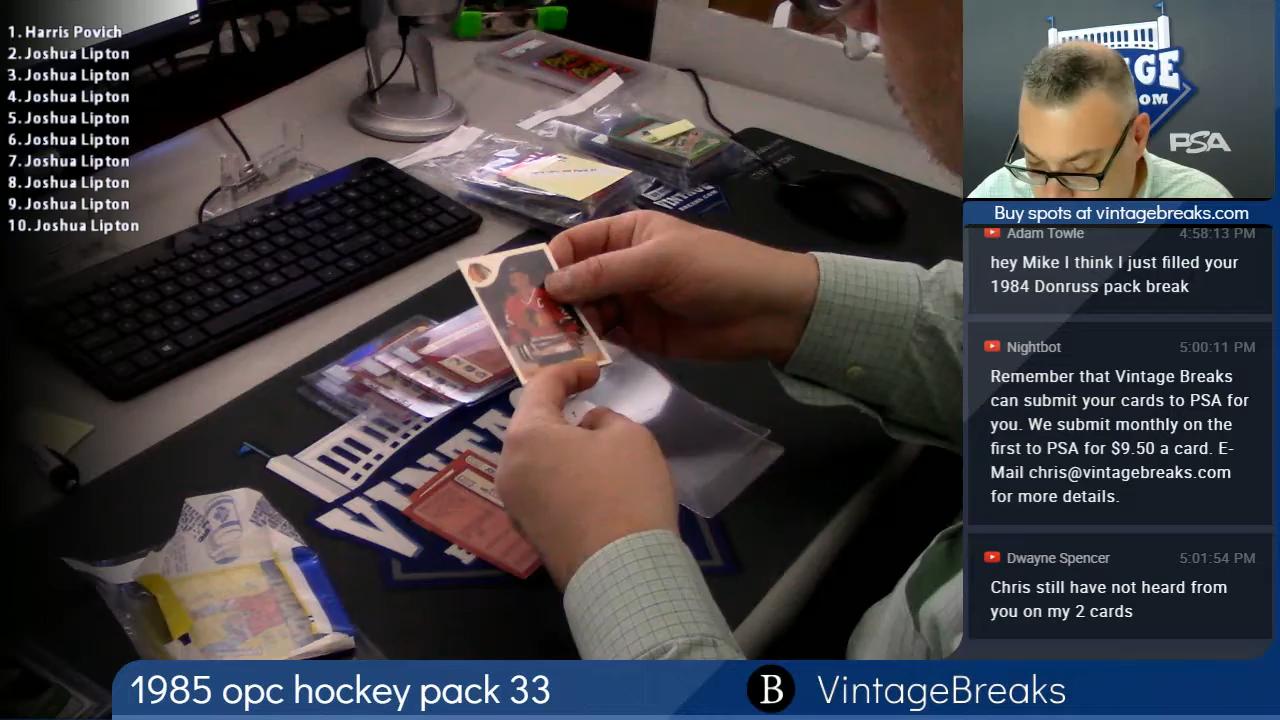 1. Harris Povich
2. Joshua Lipton
3. Joshua Lipton
4. Joshua Lipton
5. Joshua Lipton
6. Joshua Lipton
7. Joshua Lipton
8. Joshua Lipton
9. Joshua Lipton
10. Joshua Lipton
GE
.COM
PSA
Buy spots at vintagebreaks.com
Adam Towle 4:58:13 PM
hey Mike I think I just filled your
1984 Donruss pack break
Nightbot 5:00:11 PM
Remember that Vintage Breaks
can submit your cards to PSA for
you. We submit monthly on the
first to PSA for $9.50 a card. E-
Mail chris@vintagebreaks.com
for more details.
Dwayne Spencer 5:01:54 PM
Chris still have not heard from
you on my 2 cards
VINTA
1985 opc hockey pack 33
B VintageBreaks